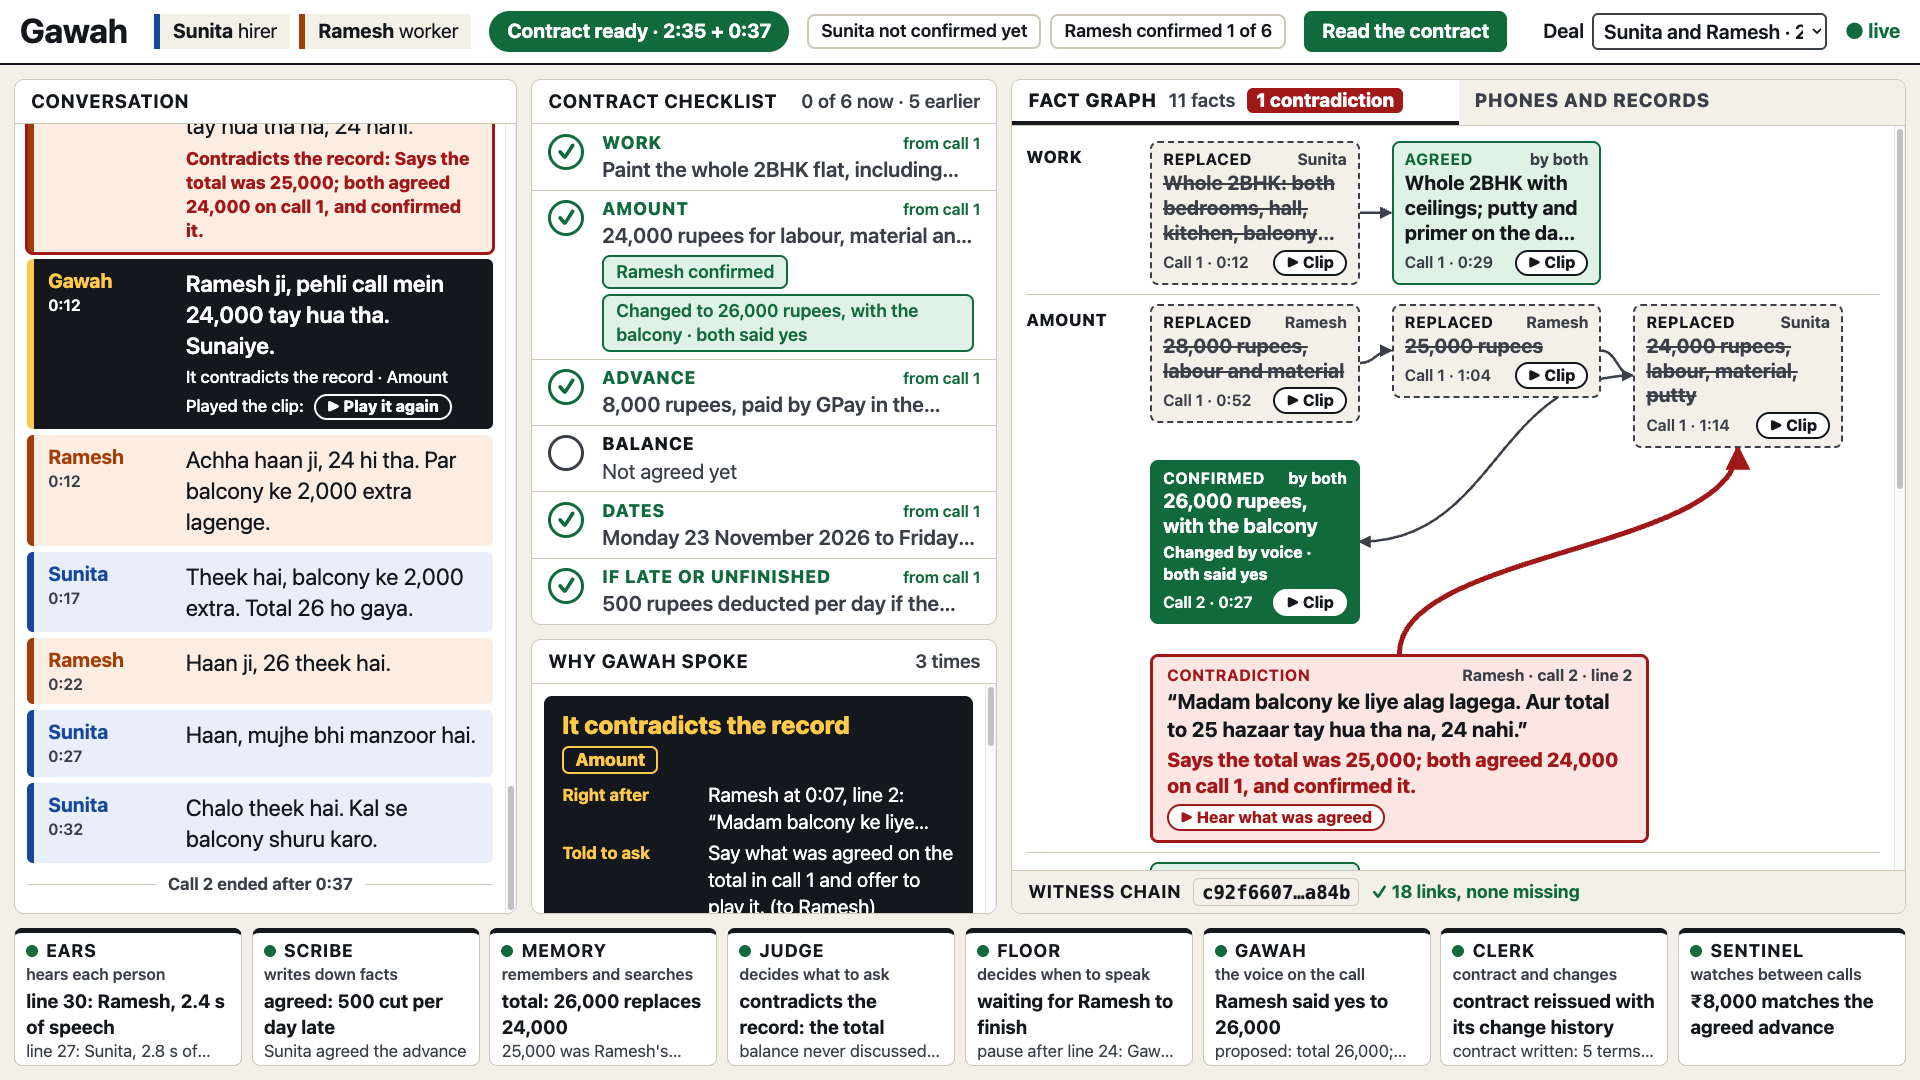 Gawah
Sunita hirer
Ramesh worker
Contract ready · 2:35 + 0:37
Sunita not confirmed yet
Ramesh confirmed 1 of 6
Read the contract
Deal
Sunita and Ramesh · 2
live
CONVERSATION
tay hua tha na, 24 nahi.
Contradicts the record: Says the
total was 25,000; both agreed
24,000 on call 1, and confirmed
it.
Gawah
0:12
Ramesh ji, pehli call mein
24,000 tay hua tha.
Sunaiye.
It contradicts the record · Amount
Played the clip:
Play it again
Ramesh
0:12
Achha haan ji, 24 hi tha. Par
balcony ke 2,000 extra
lagenge.
Sunita
0:17
Theek hai, balcony ke 2,000
extra. Total 26 ho gaya.
Ramesh
0:22
Haan ji, 26 theek hai.
Sunita
0:27
Haan, mujhe bhi manzoor hai.
Sunita
0:32
Chalo theek hai. Kal se
balcony shuru karo.
Call 2 ended after 0:37
CONTRACT CHECKLIST
0 of 6 now · 5 earlier
WORK
from call 1
Paint the whole 2BHK flat, including...
AMOUNT
from call 1
24,000 rupees for labour, material an...
Ramesh confirmed
Changed to 26,000 rupees, with the
balcony · both said yes
ADVANCE
from call 1
8,000 rupees, paid by GPay in the...
BALANCE
Not agreed yet
DATES
from call 1
Monday 23 November 2026 to Friday...
IF LATE OR UNFINISHED
from call 1
500 rupees deducted per day if the...
WHY GAWAH SPOKE
3 times
It contradicts the record
Amount
Right after
Ramesh at 0:07, line 2:
“Madam balcony ke liye...
Told to ask
Say what was agreed on the
total in call 1 and offer to
play it. (to Ramesh)
FACT GRAPH
11 facts
1 contradiction
PHONES AND RECORDS
WORK
REPLACED
Sunita
Whole 2BHK: both
bedrooms, hall,
kitchen, balcony...
Call 1 · 0:12
Clip
AGREED
by both
Whole 2BHK with
ceilings; putty and
primer on the da...
Call 1 · 0:29
Clip
AMOUNT
REPLACED
Ramesh
28,000 rupees,
labour and material
Call 1 · 0:52
Clip
REPLACED
Ramesh
25,000 rupees
Call 1 · 1:04
Clip
REPLACED
Sunita
24,000 rupees,
labour, material,
putty
Call 1 · 1:14
Clip
CONFIRMED
by both
26,000 rupees,
with the balcony
Changed by voice ·
both said yes
Call 2 · 0:27
Clip
CONTRADICTION
Ramesh · call 2 · line 2
“Madam balcony ke liye alag lagega. Aur total
to 25 hazaar tay hua tha na, 24 nahi.”
Says the total was 25,000; both agreed 24,000
on call 1, and confirmed it.
Hear what was agreed
WITNESS CHAIN
c92f6607…a84b
✓ 18 links, none missing
EARS
hears each person
line 30: Ramesh, 2.4 s
of speech
line 27: Sunita, 2.8 s of...
SCRIBE
writes down facts
agreed: 500 cut per
day late
Sunita agreed the advance
MEMORY
remembers and searches
total: 26,000 replaces
24,000
25,000 was Ramesh's...
JUDGE
decides what to ask
contradicts the
record: the total
balance never discussed...
FLOOR
decides when to speak
waiting for Ramesh to
finish
pause after line 24: Gaw...
GAWAH
the voice on the call
Ramesh said yes to
26,000
proposed: total 26,000;...
CLERK
contract and changes
contract reissued with
its change history
contract written: 5 terms...
SENTINEL
watches between calls
₹8,000 matches the
agreed advance